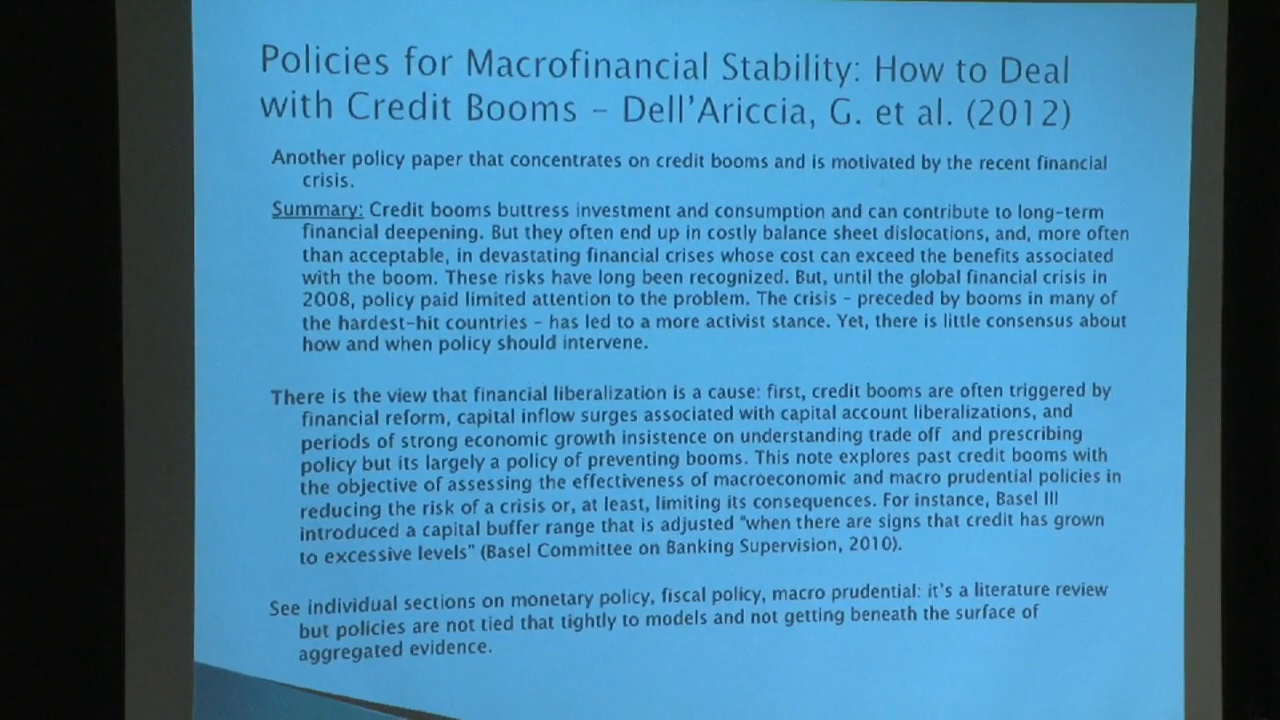 Policies for Macrofinancial Stability: How to Deal
with Credit Booms – Dell'Ariccia, G. et al. (2012)
Another policy paper that concentrates on credit booms and is motivated by the recent financial
crisis.
Summary: Credit booms buttress investment and consumption and can contribute to long-term
financial deepening. But they often end up in costly balance sheet dislocations, and, more often
than acceptable, in devastating financial crises whose cost can exceed the benefits associated
with the boom. These risks have long been recognized. But, until the global financial crisis in
2008, policy paid limited attention to the problem. The crisis – preceded by booms in many of
the hardest-hit countries – has led to a more activist stance. Yet, there is little consensus about
how and when policy should intervene.
There is the view that financial liberalization is a cause: first, credit booms are often triggered by
financial reform, capital inflow surges associated with capital account liberalizations, and
periods of strong economic growth insistence on understanding trade off and prescribing
policy but its largely a policy of preventing booms. This note explores past credit booms with
the objective of assessing the effectiveness of macroeconomic and macro prudential policies in
reducing the risk of a crisis or, at least, limiting its consequences. For instance, Basel III
introduced a capital buffer range that is adjusted "when there are signs that credit has grown
to excessive levels" (Basel Committee on Banking Supervision, 2010).
See individual sections on monetary policy, fiscal policy, macro prudential: it's a literature review
but policies are not tied that tightly to models and not getting beneath the surface of
aggregated evidence.